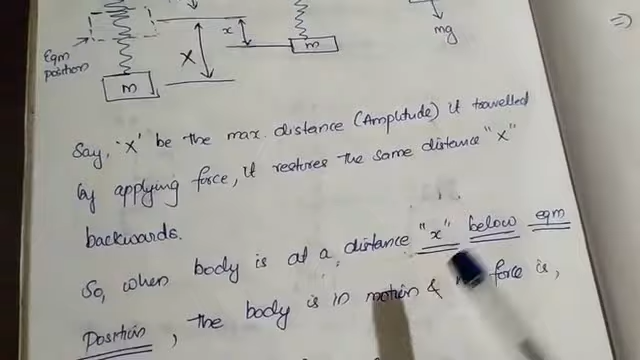 mg
⇒
x
Eqm
position
X
m
m
Say, 'X' be the max. distance (Amplitude) it travelled
by applying force, it restores the same distance "X"
backwards.
So, when body is at a distance "x" below eqm
position, the body is in motion & force is,